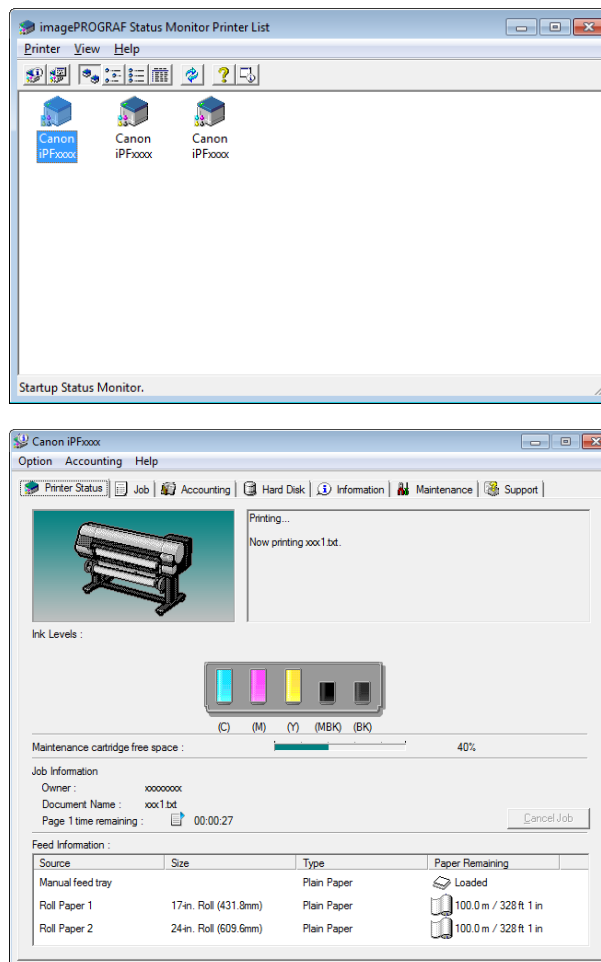 imagePROGRAF Status Monitor Printer List
Printer View Help
Canon iPFxxxx
Canon iPFxxxx
Canon iPFxxxx
Startup Status Monitor.
Canon iPFxxxx
Option Accounting Help
Printer Status Job Accounting Hard Disk Information Maintenance Support
Printing...
Now printing xxx1.txt.
Ink Levels :
(C) (M) (Y) (MBK) (BK)
Maintenance cartridge free space : 40%
Job Information
Owner : xxxxxxxx
Document Name : xxx1.txt
Page 1 time remaining : 00:00:27
Cancel Job
Feed Information :
Source Size Type Paper Remaining
Manual feed tray Plain Paper Loaded
Roll Paper 1 17-in. Roll (431.8mm) Plain Paper 100.0 m / 328 ft 1 in
Roll Paper 2 24-in. Roll (609.6mm) Plain Paper 100.0 m / 328 ft 1 in